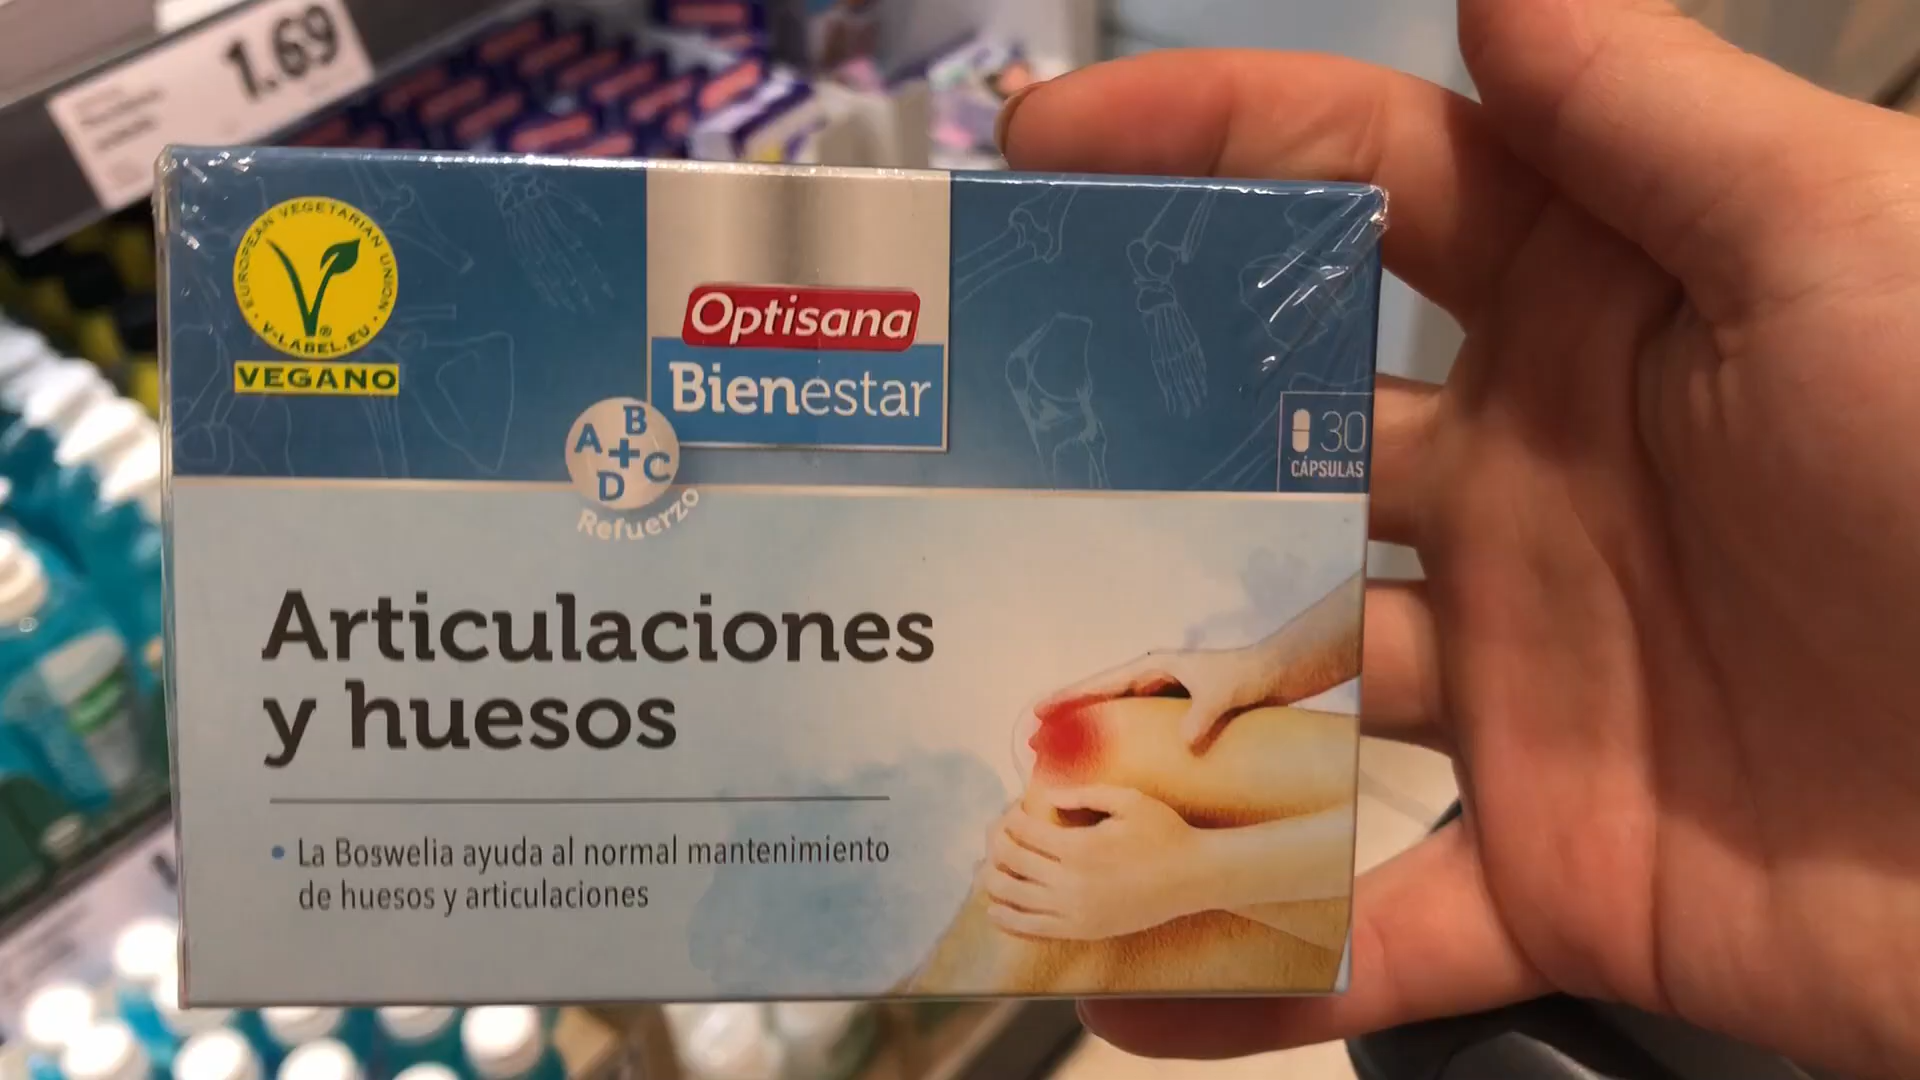 1.69
EUROPEAN VEGETARIAN UNION
V-LABEL.EU
®
VEGANO
Optisana
Bienestar
A B C D +
Refuerzo
30
CÁPSULAS
Articulaciones
y huesos
• La Boswelia ayuda al normal mantenimiento
de huesos y articulaciones